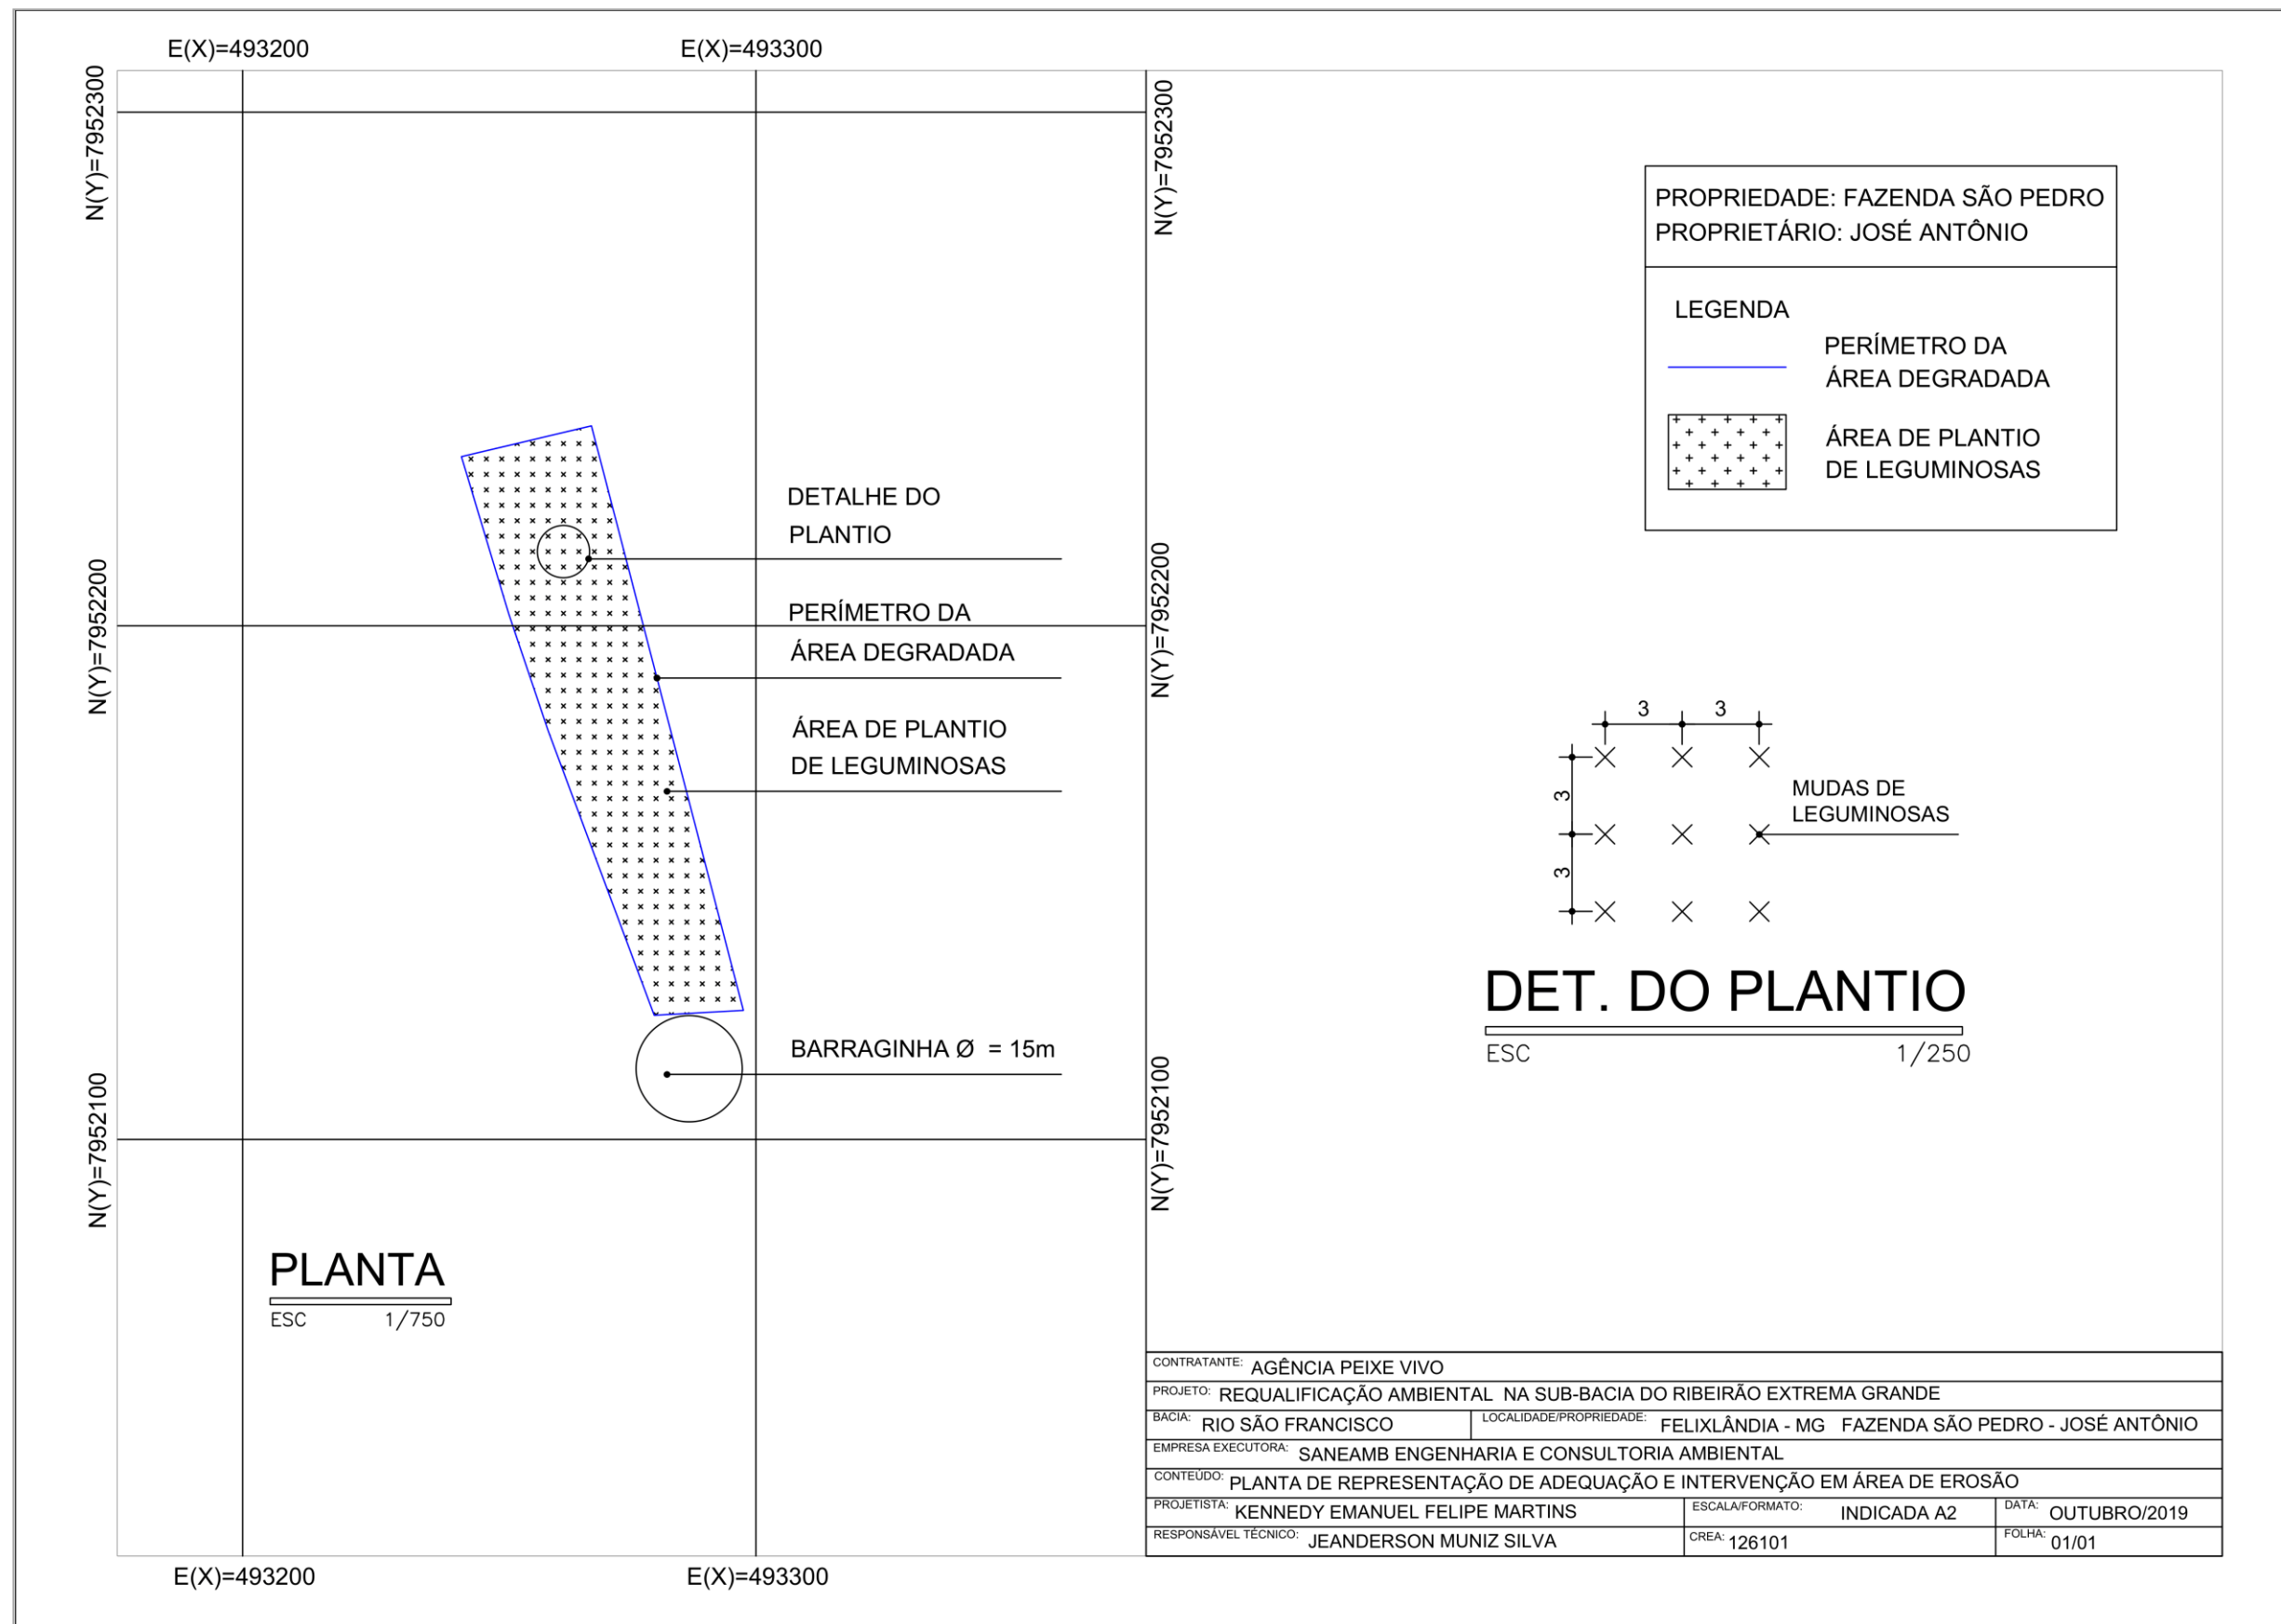 E(X)=493200
E(X)=493300
N(Y)=7952300
N(Y)=7952300
N(Y)=7952200
N(Y)=7952200
N(Y)=7952100
N(Y)=7952100
DETALHE DO
PLANTIO
PERÍMETRO DA
ÁREA DEGRADADA
ÁREA DE PLANTIO
DE LEGUMINOSAS
BARRAGINHA Ø = 15m
PLANTA
ESC 1/750
E(X)=493200
E(X)=493300
PROPRIEDADE: FAZENDA SÃO PEDRO
PROPRIETÁRIO: JOSÉ ANTÔNIO
LEGENDA
PERÍMETRO DA
ÁREA DEGRADADA
ÁREA DE PLANTIO
DE LEGUMINOSAS
3 3
3
3
MUDAS DE
LEGUMINOSAS
DET. DO PLANTIO
ESC 1/250
CONTRATANTE: AGÊNCIA PEIXE VIVO
PROJETO: REQUALIFICAÇÃO AMBIENTAL NA SUB-BACIA DO RIBEIRÃO EXTREMA GRANDE
BACIA: RIO SÃO FRANCISCO LOCALIDADE/PROPRIEDADE: FELIXLÂNDIA - MG FAZENDA SÃO PEDRO - JOSÉ ANTÔNIO
EMPRESA EXECUTORA: SANEAMB ENGENHARIA E CONSULTORIA AMBIENTAL
CONTEÚDO: PLANTA DE REPRESENTAÇÃO DE ADEQUAÇÃO E INTERVENÇÃO EM ÁREA DE EROSÃO
PROJETISTA: KENNEDY EMANUEL FELIPE MARTINS ESCALA/FORMATO: INDICADA A2 DATA: OUTUBRO/2019
RESPONSÁVEL TÉCNICO: JEANDERSON MUNIZ SILVA CREA: 126101 FOLHA: 01/01